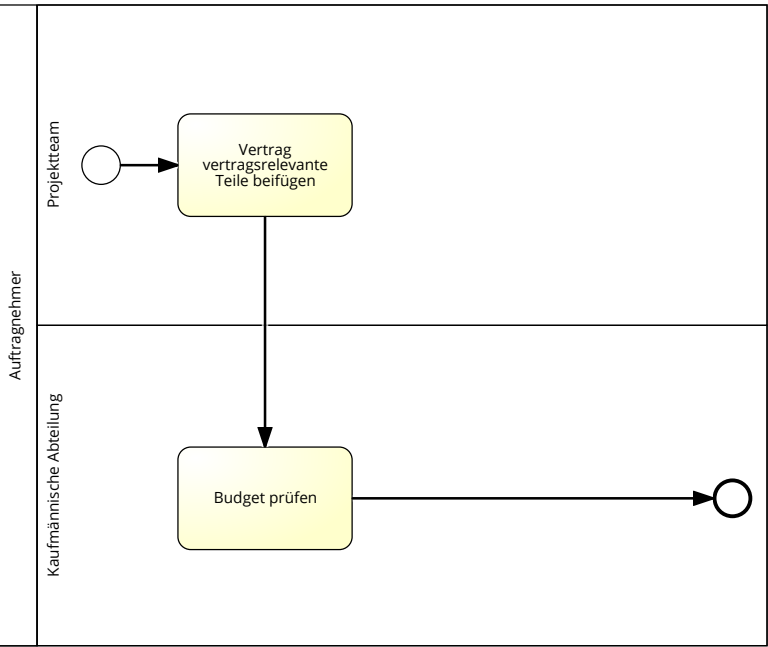 Auftragnehmer
Projektteam
Vertrag
vertragsrelevante
Teile beifügen
Kaufmännische Abteilung
Budget prüfen